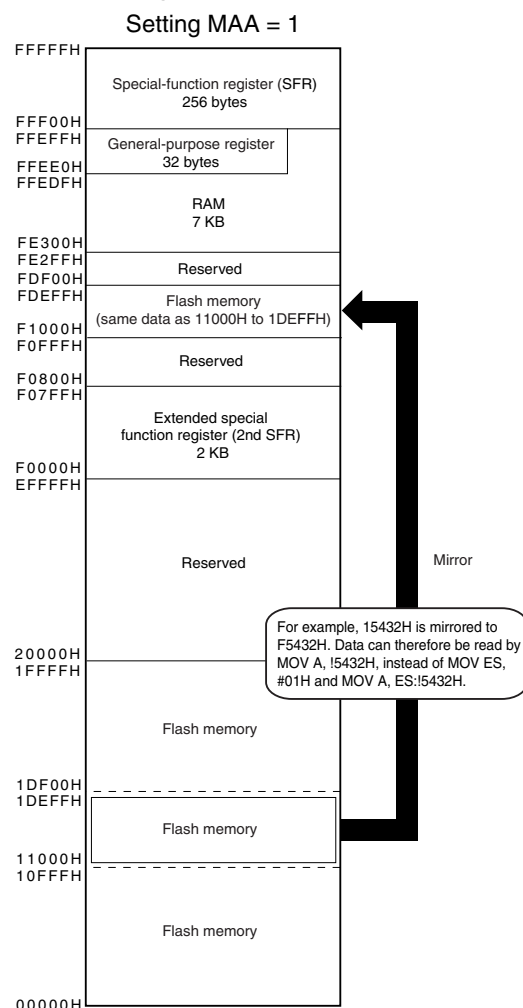 Setting MAA = 1
FFFFFH
Special-function register (SFR)
256 bytes
FFF00H
FFEFFH
General-purpose register
32 bytes
FFEE0H
FFEDFH
RAM
7 KB
FE300H
FE2FFH
Reserved
FDF00H
FDEFFH
Flash memory
(same data as 11000H to 1DEFFH)
F1000H
F0FFFH
Reserved
F0800H
F07FFH
Extended special
function register (2nd SFR)
2 KB
F0000H
EFFFFH
Reserved
Mirror
For example, 15432H is mirrored to
F5432H. Data can therefore be read by
MOV A, !5432H, instead of MOV ES,
#01H and MOV A, ES:!5432H.
20000H
1FFFFH
Flash memory
1DF00H
1DEFFH
Flash memory
11000H
10FFFH
Flash memory
00000H